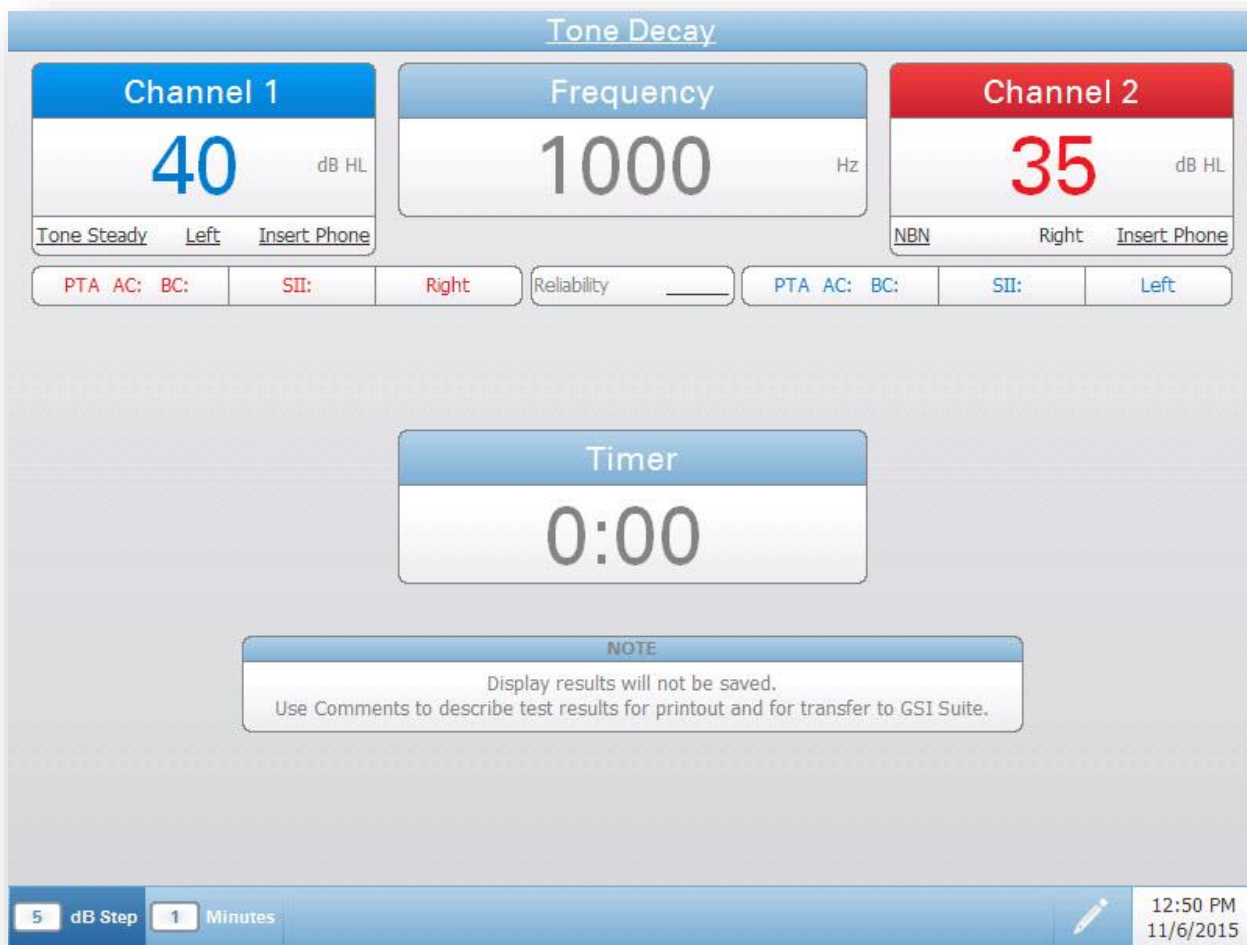 Tone Decay
Channel 1
Frequency
Channel 2
40 dB HL
1000 Hz
35 dB HL
Tone Steady Left Insert Phone
NBN Right Insert Phone
PTA AC: BC: SII: Right
Reliability
PTA AC: BC: SII: Left
Timer
0:00
NOTE
Display results will not be saved.
Use Comments to describe test results for printout and for transfer to GSI Suite.
5 dB Step 1 Minutes
12:50 PM
11/6/2015